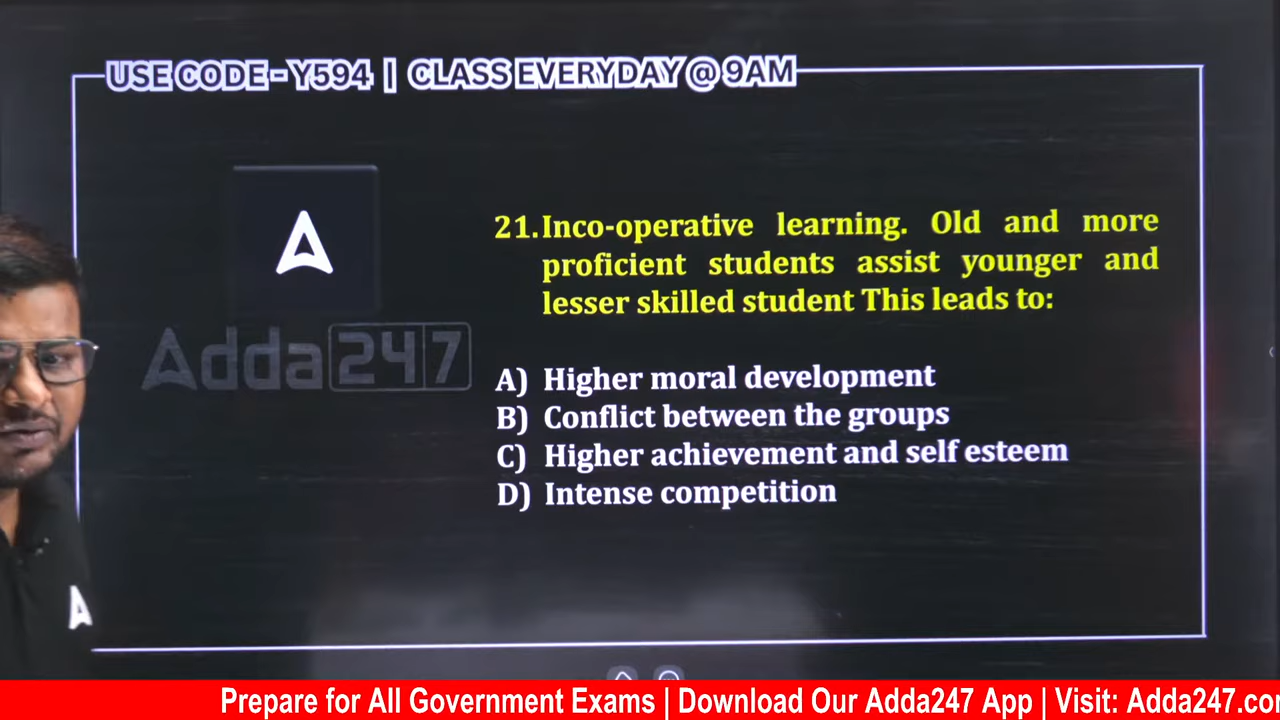 USE CODE - Y594 | CLASS EVERYDAY @ 9AM
Adda247
21. Inco-operative learning. Old and more
proficient students assist younger and
lesser skilled student This leads to:
A) Higher moral development
B) Conflict between the groups
C) Higher achievement and self esteem
D) Intense competition
Prepare for All Government Exams | Download Our Adda247 App | Visit: Adda247.co